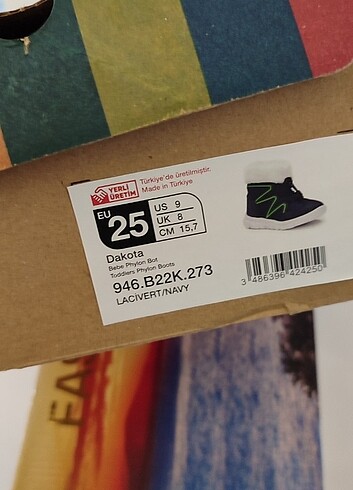 YERLİ
ÜRETİM
Türkiye'de üretilmiştir.
Made in Türkiye
EU
25
US 9
UK 8
CM 15,7
Dakota
Bebe Phylon Bot
Toddlers Phylon Boots
946.B22K.273
LACİVERT/NAVY
3 486396 424250